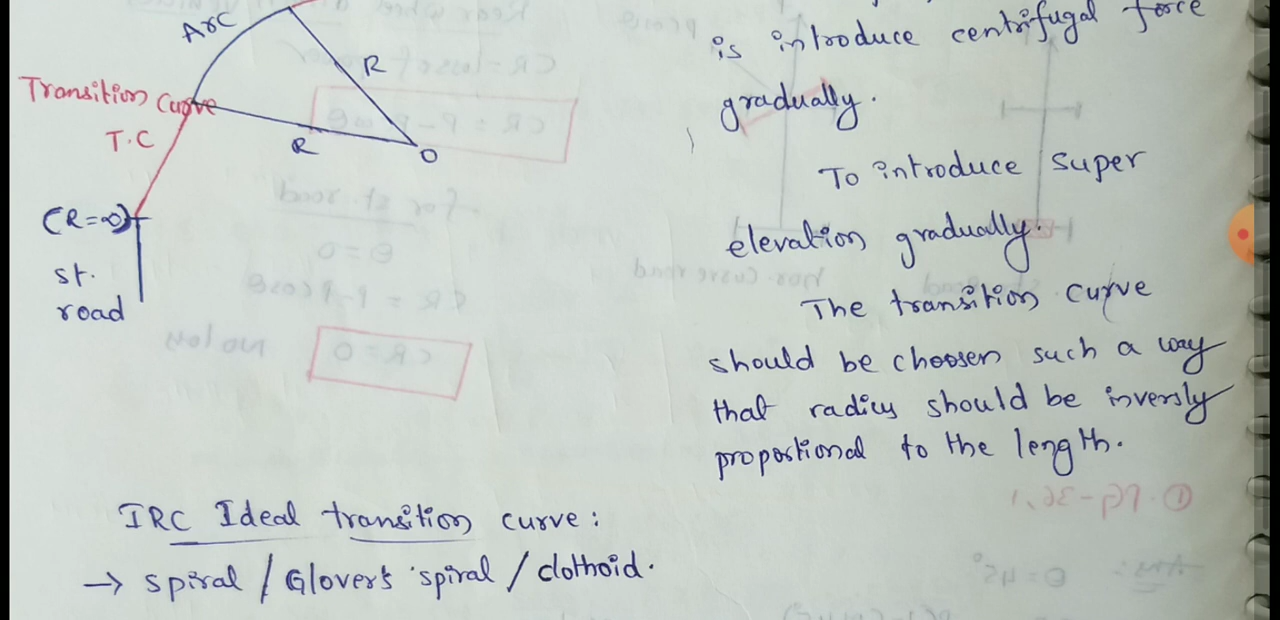 Arc
R
Transition Curve
T.C
R
O
(R=∞)
st.
road
is introduce centrifugal force
gradually.
To introduce super
elevation gradually.
The transition curve
should be choosen such a way
that radius should be inversly
proportional to the length.
IRC Ideal transition curve:
→ spiral / Glover's spiral / clothoid.